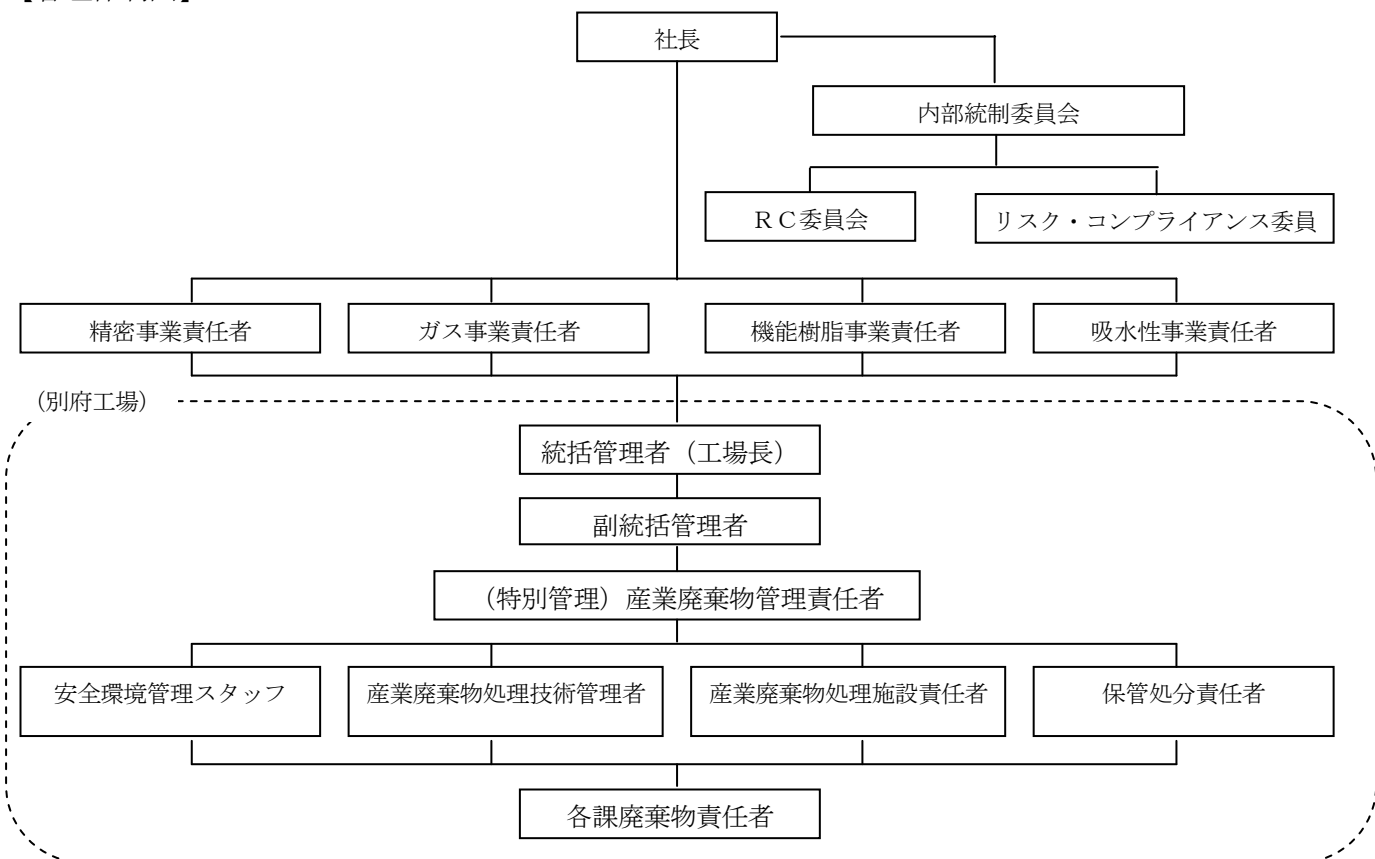 社長
内部統制委員会
ＲＣ委員会
リスク・コンプライアンス委員
精密事業責任者
ガス事業責任者
機能樹脂事業責任者
吸水性事業責任者
（別府工場）
統括管理者（工場長）
副統括管理者
（特別管理）産業廃棄物管理責任者
安全環境管理スタッフ
産業廃棄物処理技術管理者
産業廃棄物処理施設責任者
保管処分責任者
各課廃棄物責任者